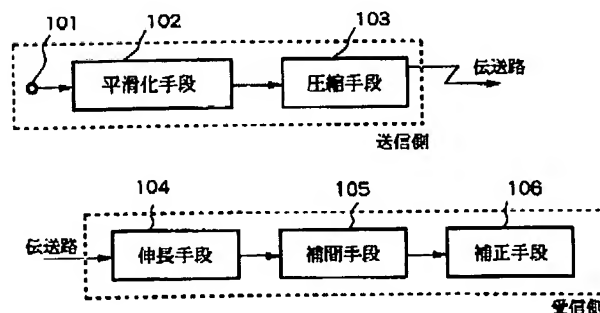 101
102
103
平滑化手段
圧縮手段
伝送路
送信側
104
105
106
伝送路
伸長手段
補間手段
補正手段
受信側